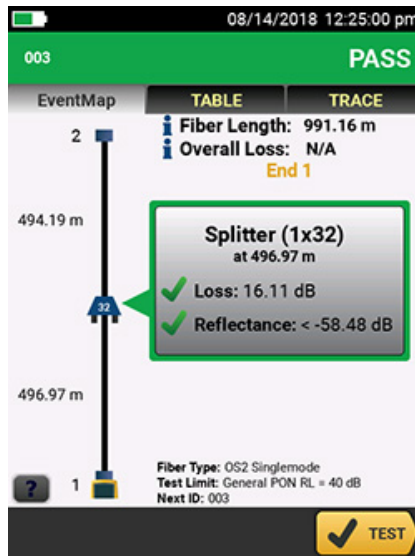 08/14/2018 12:25:00 pm
003
PASS
EventMap
TABLE
TRACE
2
Fiber Length: 991.16 m
Overall Loss: N/A
End 1
494.19 m
Splitter (1x32)
at 496.97 m
Loss: 16.11 dB
Reflectance: < -58.48 dB
32
496.97 m
Fiber Type: OS2 Singlemode
Test Limit: General PON RL = 40 dB
Next ID: 003
?
1
TEST